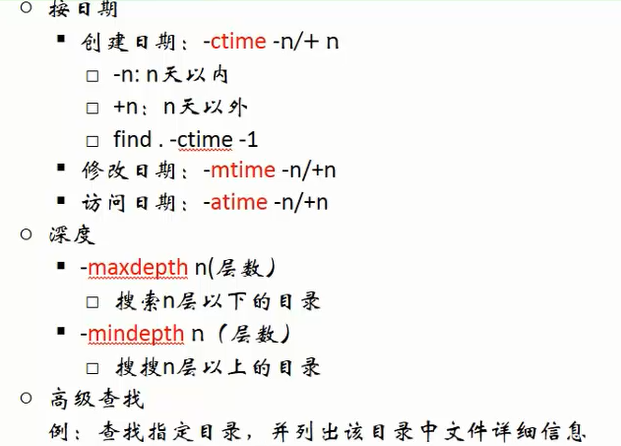 按日期
创建日期：-ctime -n/+ n
-n: n天以内
+n：n天以外
find . -ctime -1
修改日期：-mtime -n/+n
访问日期：-atime -n/+n
深度
-maxdepth n(层数）
搜索n层以下的目录
-mindepth n（层数）
搜搜n层以上的目录
高级查找
例：查找指定目录，并列出该目录中文件详细信息